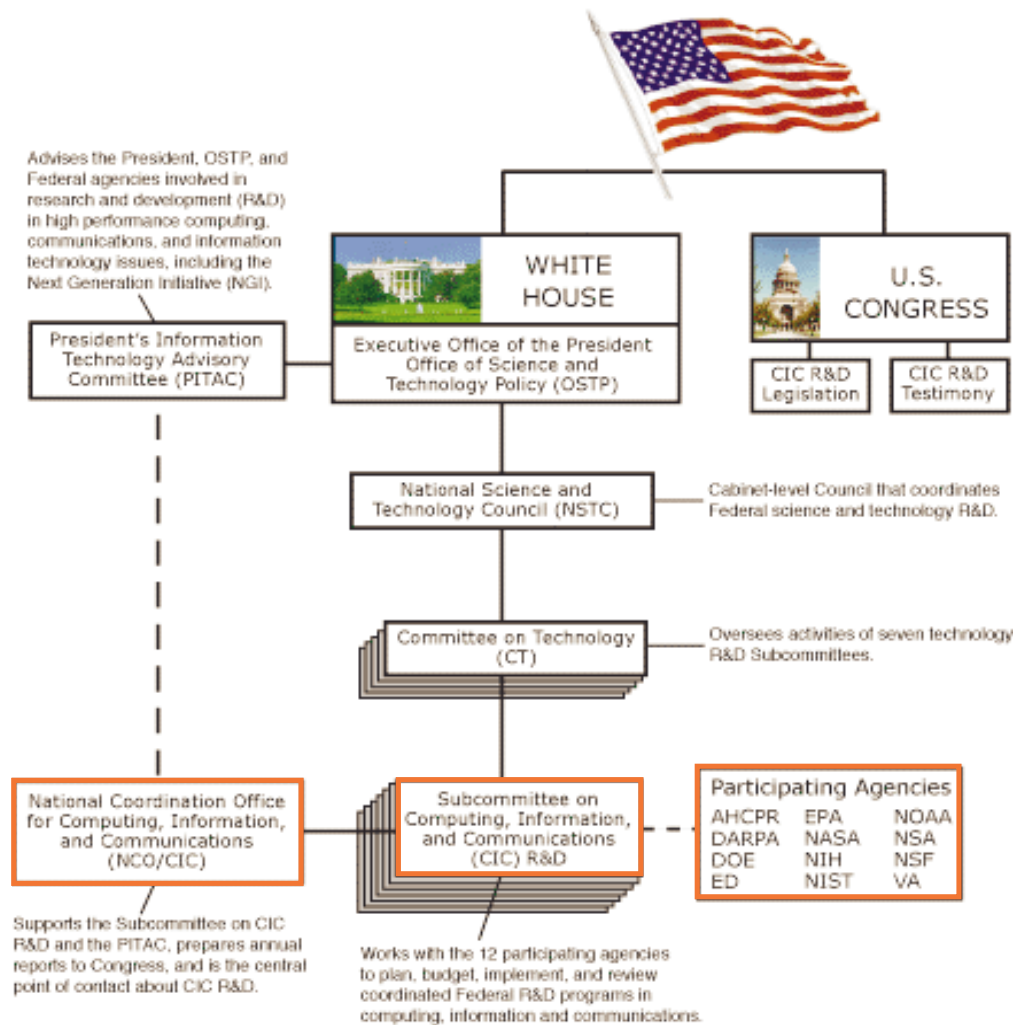 Advises the President, OSTP, and
Federal agencies involved in
research and development (R&D)
in high performance computing,
communications, and information
technology issues, including the
Next Generation Initiative (NGI).
WHITE
HOUSE
U.S.
CONGRESS
President's Information
Technology Advisory
Committee (PITAC)
Executive Office of the President
Office of Science and
Technology Policy (OSTP)
CIC R&D
Legislation
CIC R&D
Testimony
National Science and
Technology Council (NSTC)
Cabinet-level Council that coordinates
Federal science and technology R&D.
Committee on Technology
(CT)
Oversees activities of seven technology
R&D Subcommittees.
National Coordination Office
for Computing, Information,
and Communications
(NCO/CIC)
Subcommittee on
Computing, Information,
and Communications
(CIC) R&D
Participating Agencies
AHCPR EPA NOAA
DARPA NASA NSA
DOE NIH NSF
ED NIST VA
Supports the Subcommittee on CIC
R&D and the PITAC, prepares annual
reports to Congress, and is the central
point of contact about CIC R&D.
Works with the 12 participating agencies
to plan, budget, implement, and review
coordinated Federal R&D programs in
computing, information and communications.